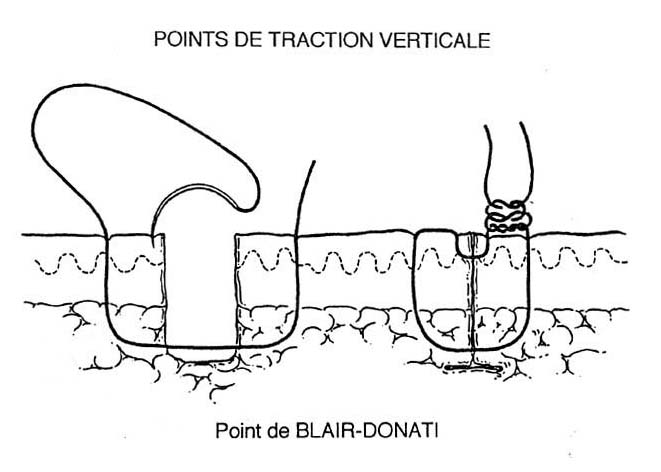 POINTS DE TRACTION VERTICALE
Point de BLAIR-DONATI